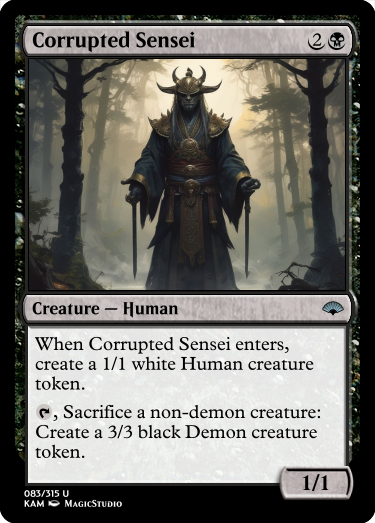 Corrupted Sensei 2
Creature — Human
When Corrupted Sensei enters,
create a 1/1 white Human creature
token.
, Sacrifice a non-demon creature:
Create a 3/3 black Demon creature
token.
1/1
083/315 U
KAM MagicStudio